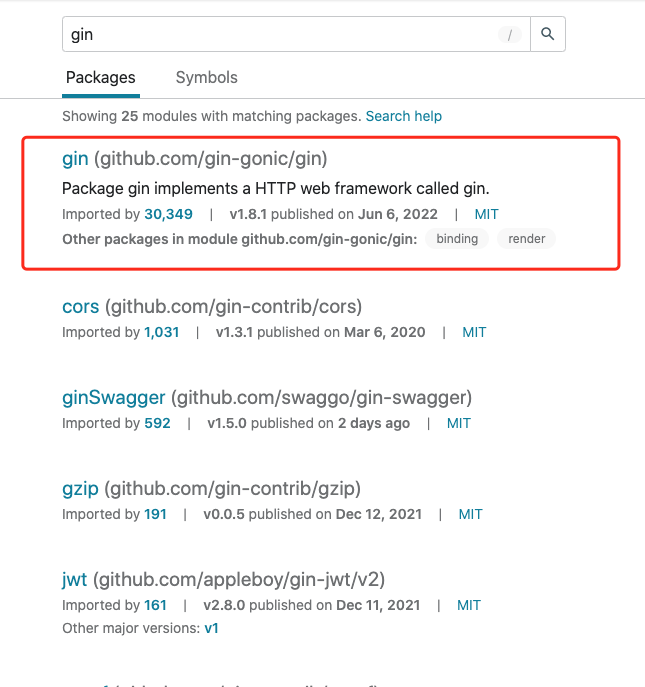 gin /
Packages Symbols
Showing 25 modules with matching packages. Search help
gin (github.com/gin-gonic/gin)
Package gin implements a HTTP web framework called gin.
Imported by 30,349 | v1.8.1 published on Jun 6, 2022 | MIT
Other packages in module github.com/gin-gonic/gin: binding render
cors (github.com/gin-contrib/cors)
Imported by 1,031 | v1.3.1 published on Mar 6, 2020 | MIT
ginSwagger (github.com/swaggo/gin-swagger)
Imported by 592 | v1.5.0 published on 2 days ago | MIT
gzip (github.com/gin-contrib/gzip)
Imported by 191 | v0.0.5 published on Dec 12, 2021 | MIT
jwt (github.com/appleboy/gin-jwt/v2)
Imported by 161 | v2.8.0 published on Dec 11, 2021 | MIT
Other major versions: v1